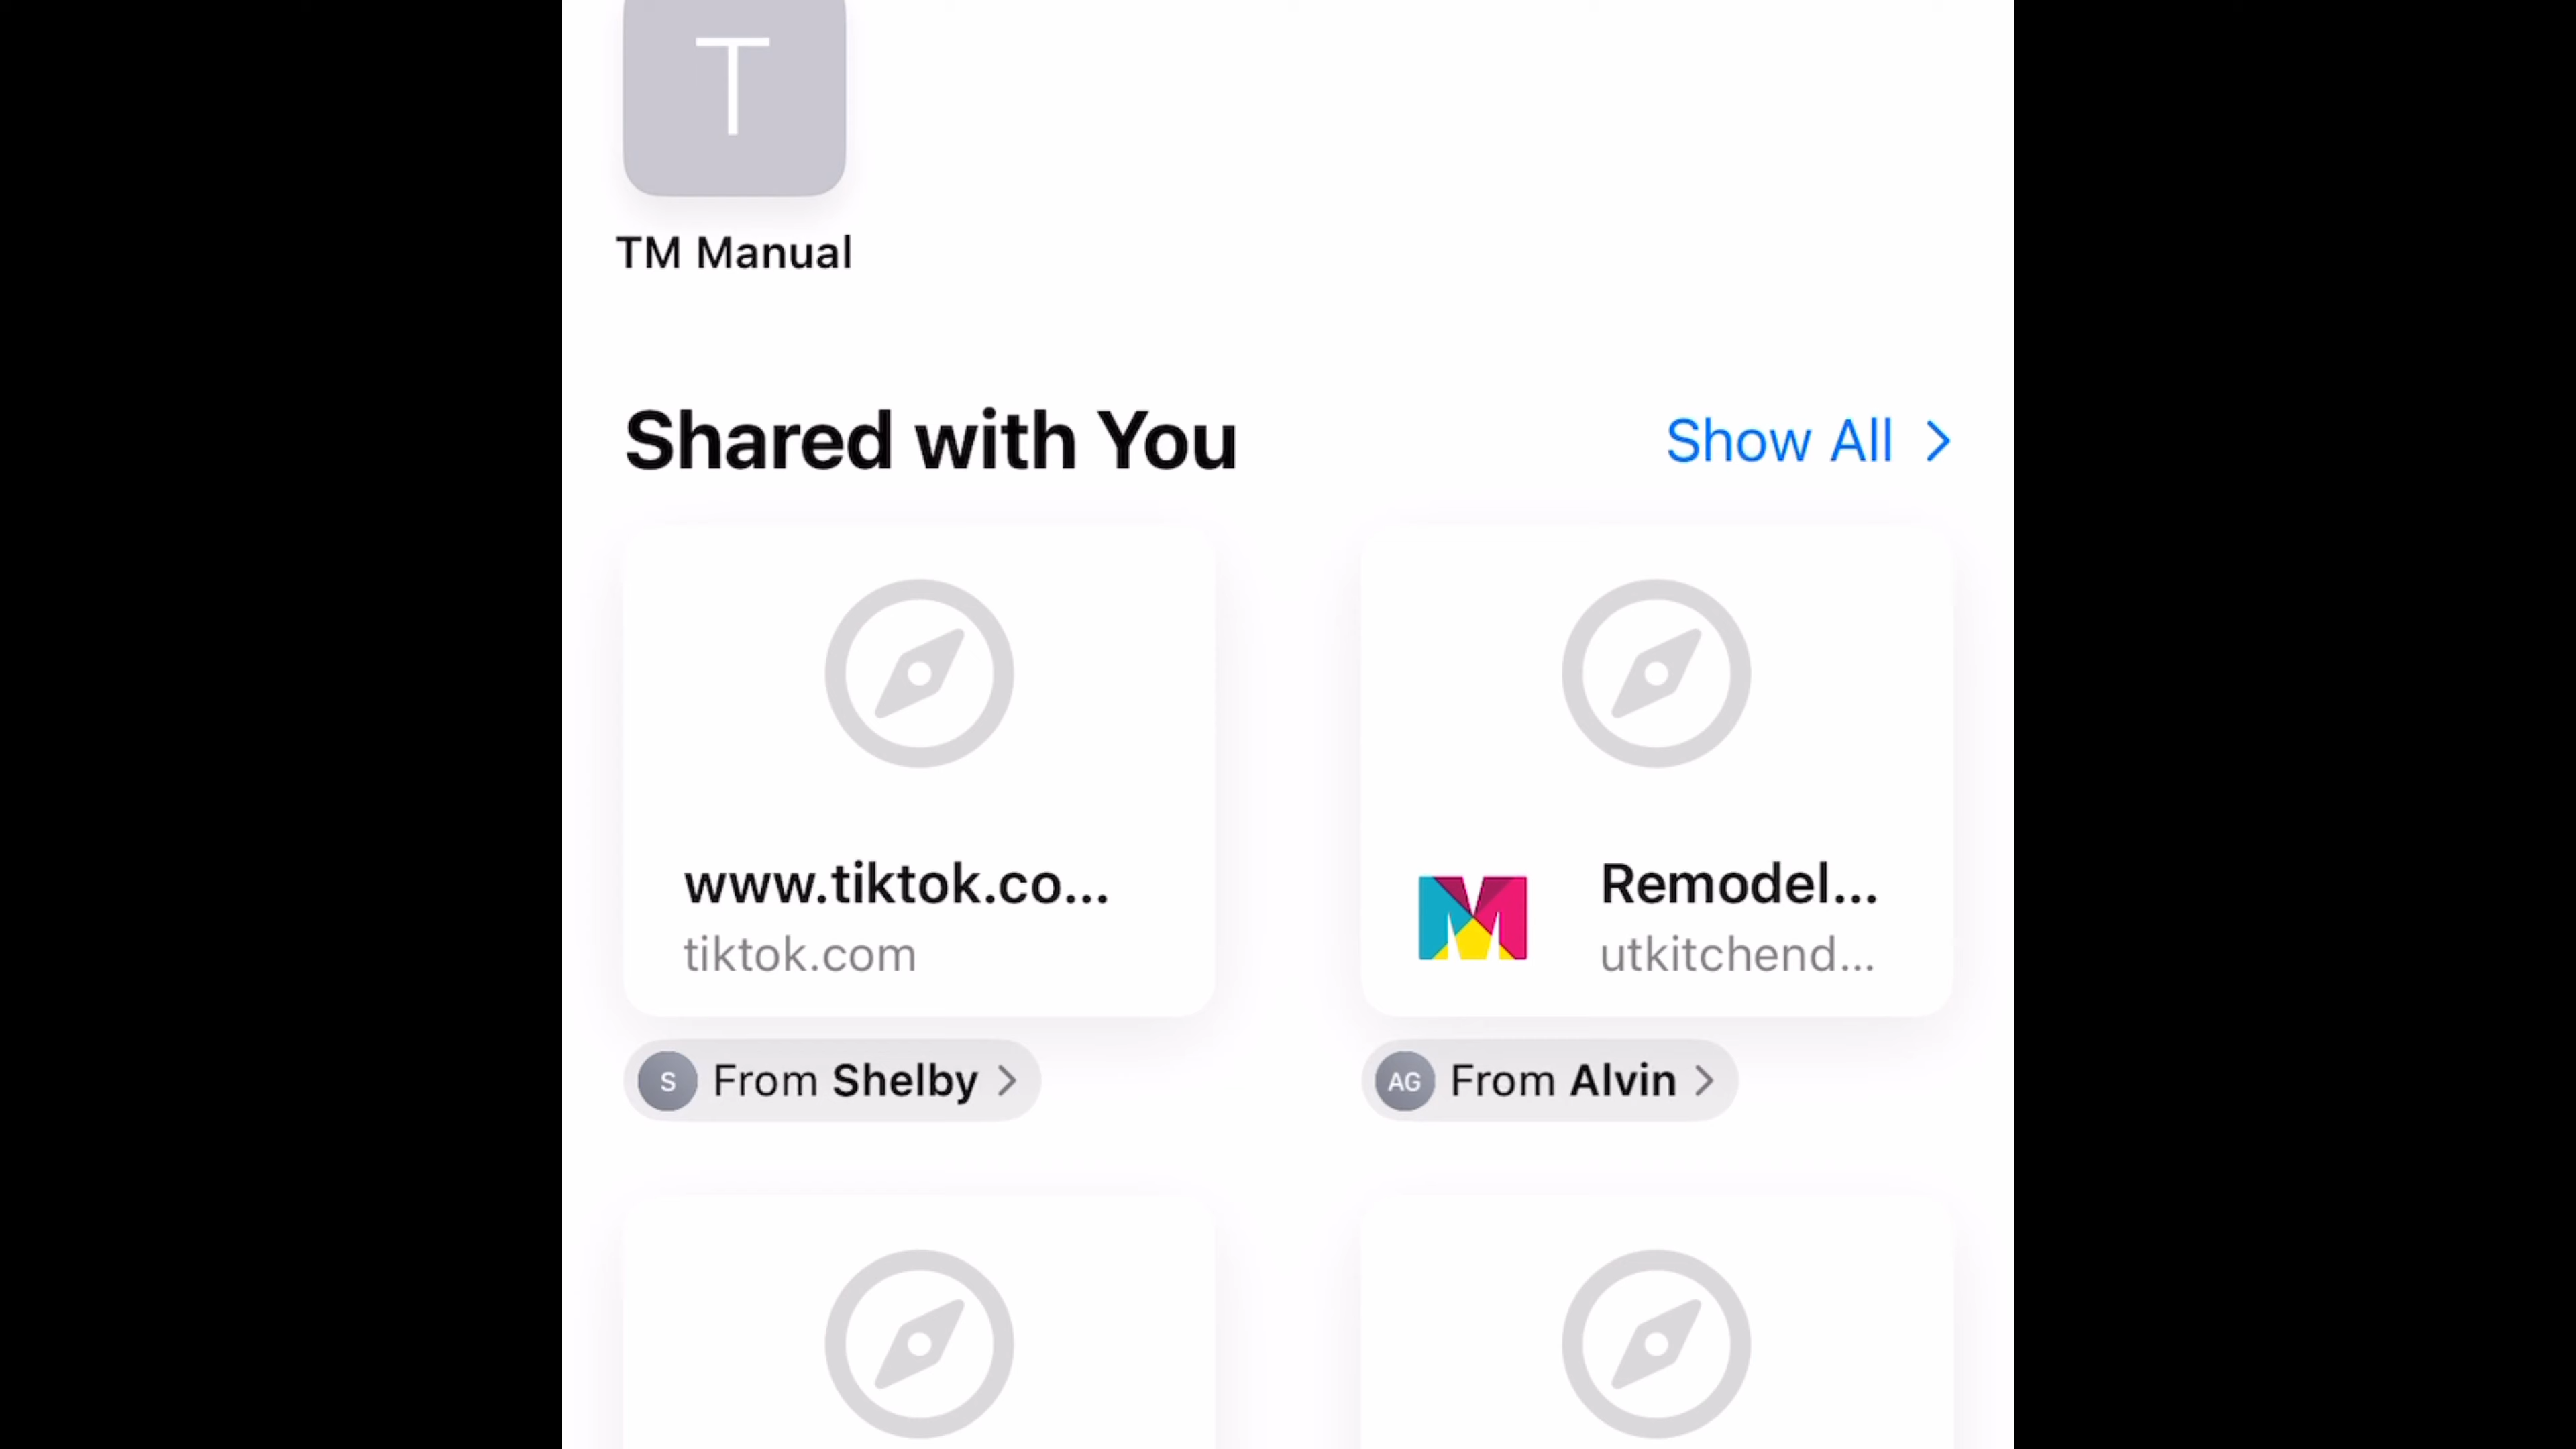 T
TM Manual
Shared with You
Show All
www.tiktok.co...
tiktok.com
M
Remodel...
utkitchend...
S From Shelby
AG From Alvin